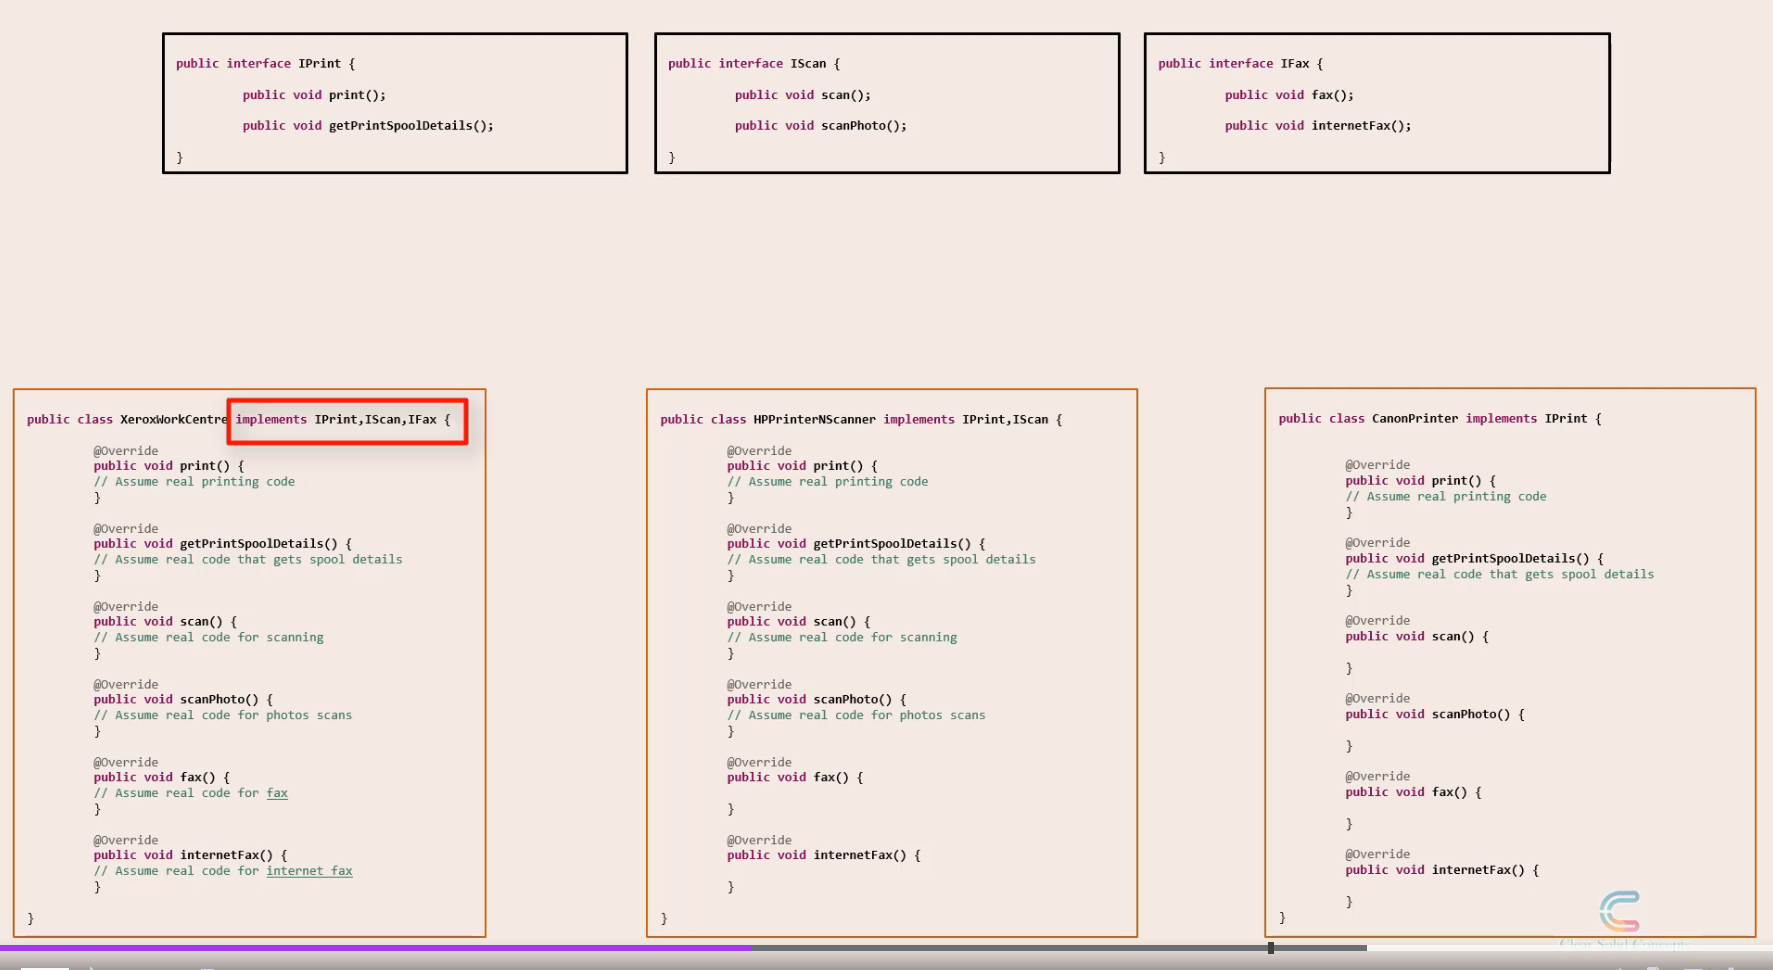 public interface IPrint {
public void print();
public void getPrintSpoolDetails();
}
public interface IScan {
public void scan();
public void scanPhoto();
}
public interface IFax {
public void fax();
public void internetFax();
}
public class XeroxWorkCentre implements IPrint,IScan,IFax {
@Override
public void print() {
// Assume real printing code
}
@Override
public void getPrintSpoolDetails() {
// Assume real code that gets spool details
}
@Override
public void scan() {
// Assume real code for scanning
}
@Override
public void scanPhoto() {
// Assume real code for photos scans
}
@Override
public void fax() {
// Assume real code for fax
}
@Override
public void internetFax() {
// Assume real code for internet fax
}
}
public class HPPrinterNScanner implements IPrint,IScan {
@Override
public void print() {
// Assume real printing code
}
@Override
public void getPrintSpoolDetails() {
// Assume real code that gets spool details
}
@Override
public void scan() {
// Assume real code for scanning
}
@Override
public void scanPhoto() {
// Assume real code for photos scans
}
@Override
public void fax() {
}
@Override
public void internetFax() {
}
}
public class CanonPrinter implements IPrint {
@Override
public void print() {
// Assume real printing code
}
@Override
public void getPrintSpoolDetails() {
// Assume real code that gets spool details
}
@Override
public void scan() {
}
@Override
public void scanPhoto() {
}
@Override
public void fax() {
}
@Override
public void internetFax() {
}
}
Clear Solid Concepts